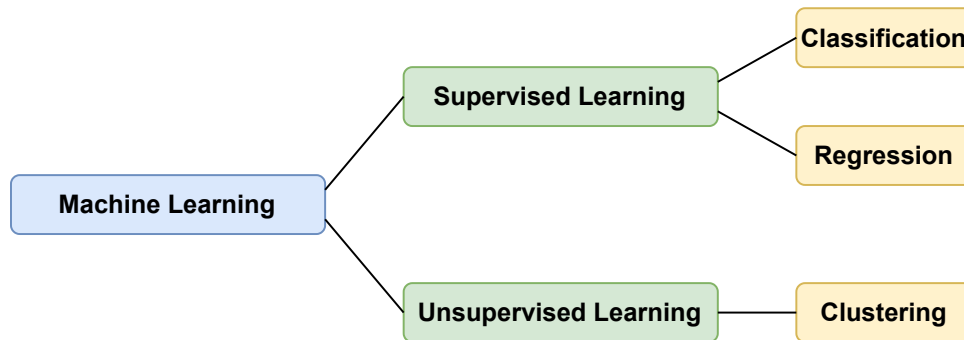 Classification
Supervised Learning
Regression
Machine Learning
Unsupervised Learning
Clustering